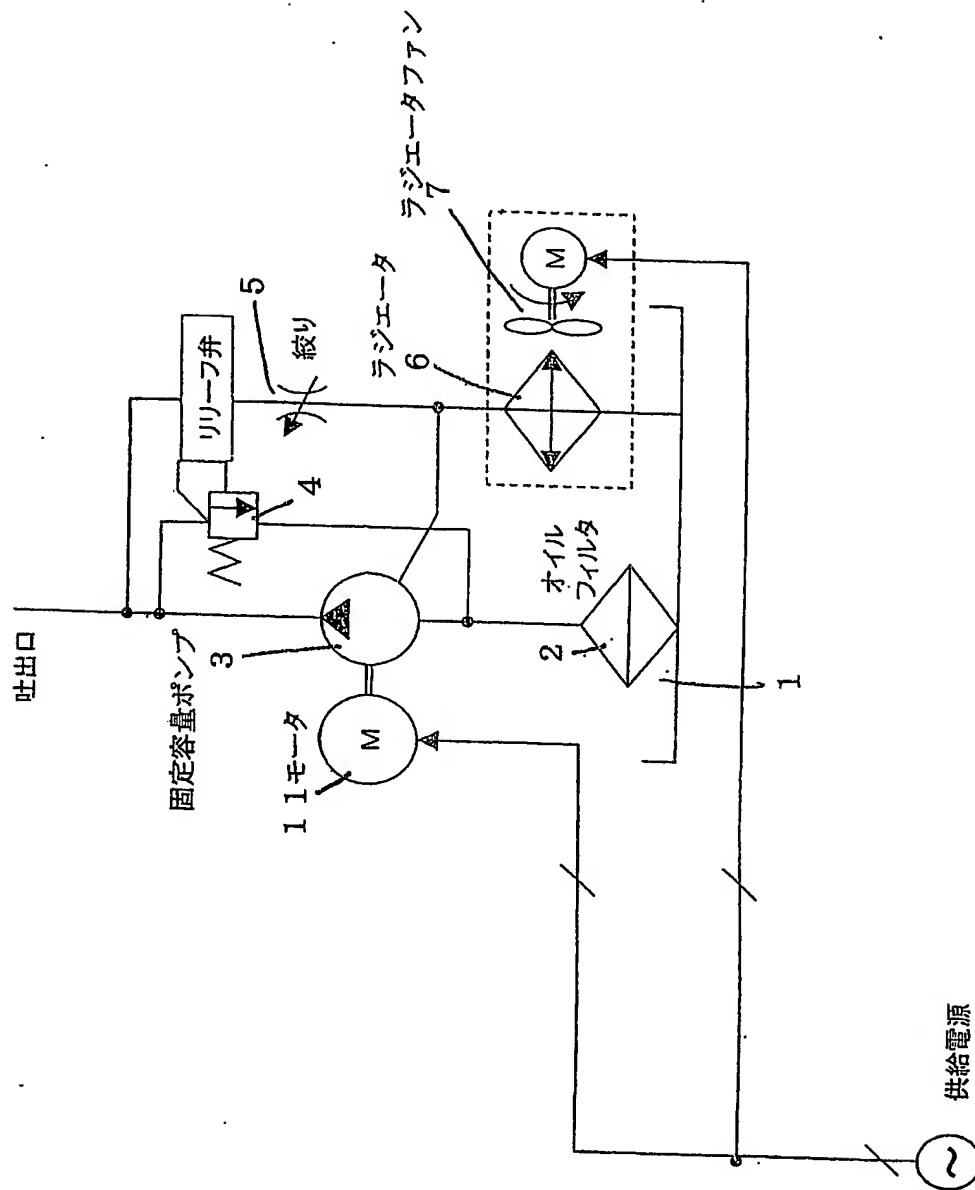 吐出口
固定容量ポンプ
3
11モータ
M
リリーフ弁
4
5
絞り
ラジエータ
6
ラジエータファン
7
M
オイル
フィルタ
2
1
供給電源
~